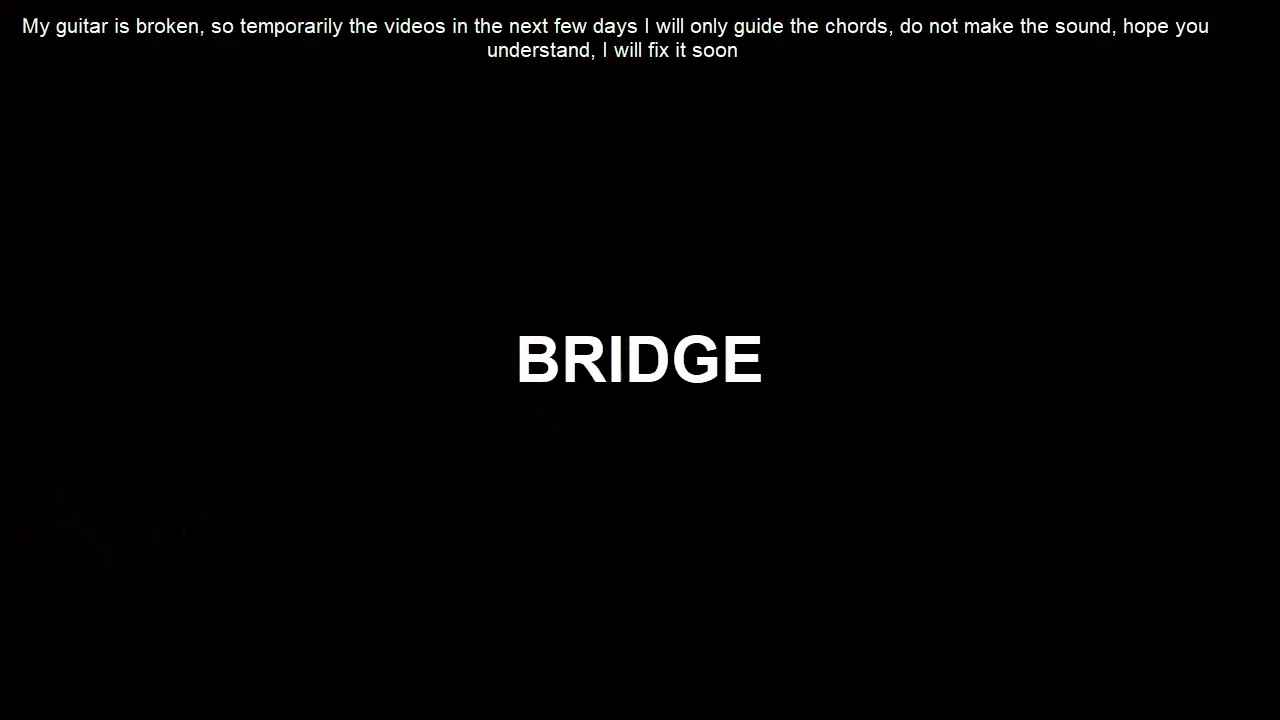 My guitar is broken, so temporarily the videos in the next few days I will only guide the chords, do not make the sound, hope you
understand, I will fix it soon
BRIDGE